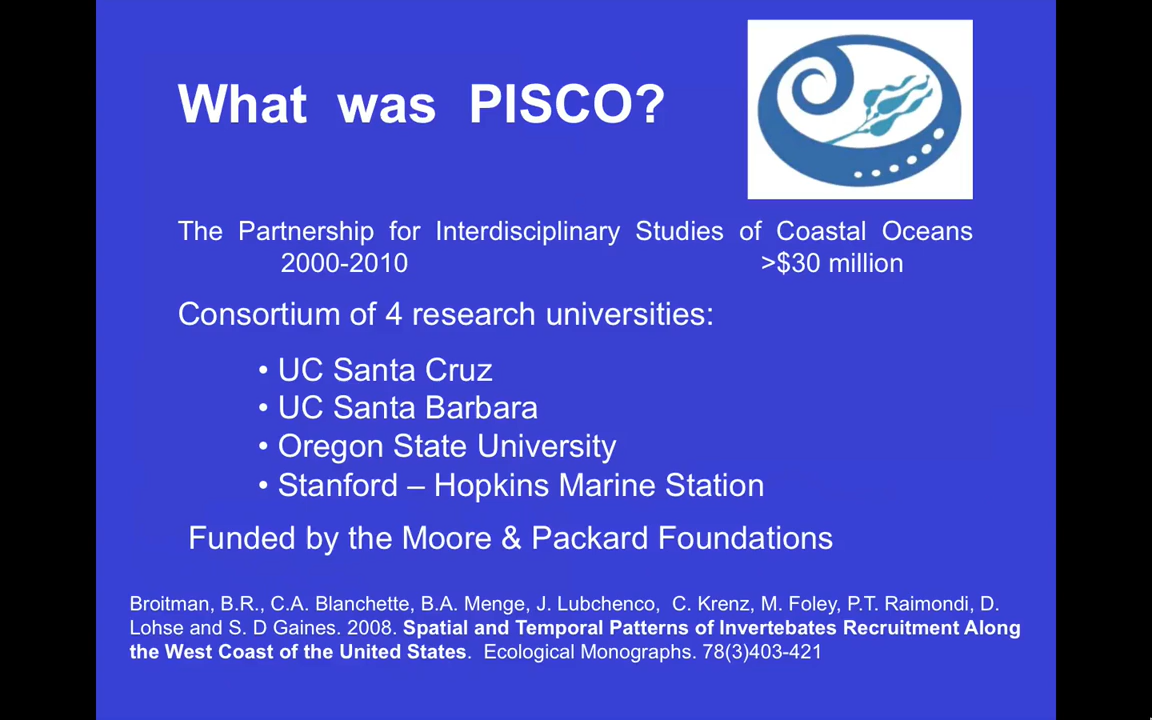 What was PISCO?
The Partnership for Interdisciplinary Studies of Coastal Oceans
2000-2010 >$30 million
Consortium of 4 research universities:
• UC Santa Cruz
• UC Santa Barbara
• Oregon State University
• Stanford – Hopkins Marine Station
Funded by the Moore & Packard Foundations
Broitman, B.R., C.A. Blanchette, B.A. Menge, J. Lubchenco, C. Krenz, M. Foley, P.T. Raimondi, D.
Lohse and S. D Gaines. 2008. Spatial and Temporal Patterns of Invertebates Recruitment Along
the West Coast of the United States. Ecological Monographs. 78(3)403-421